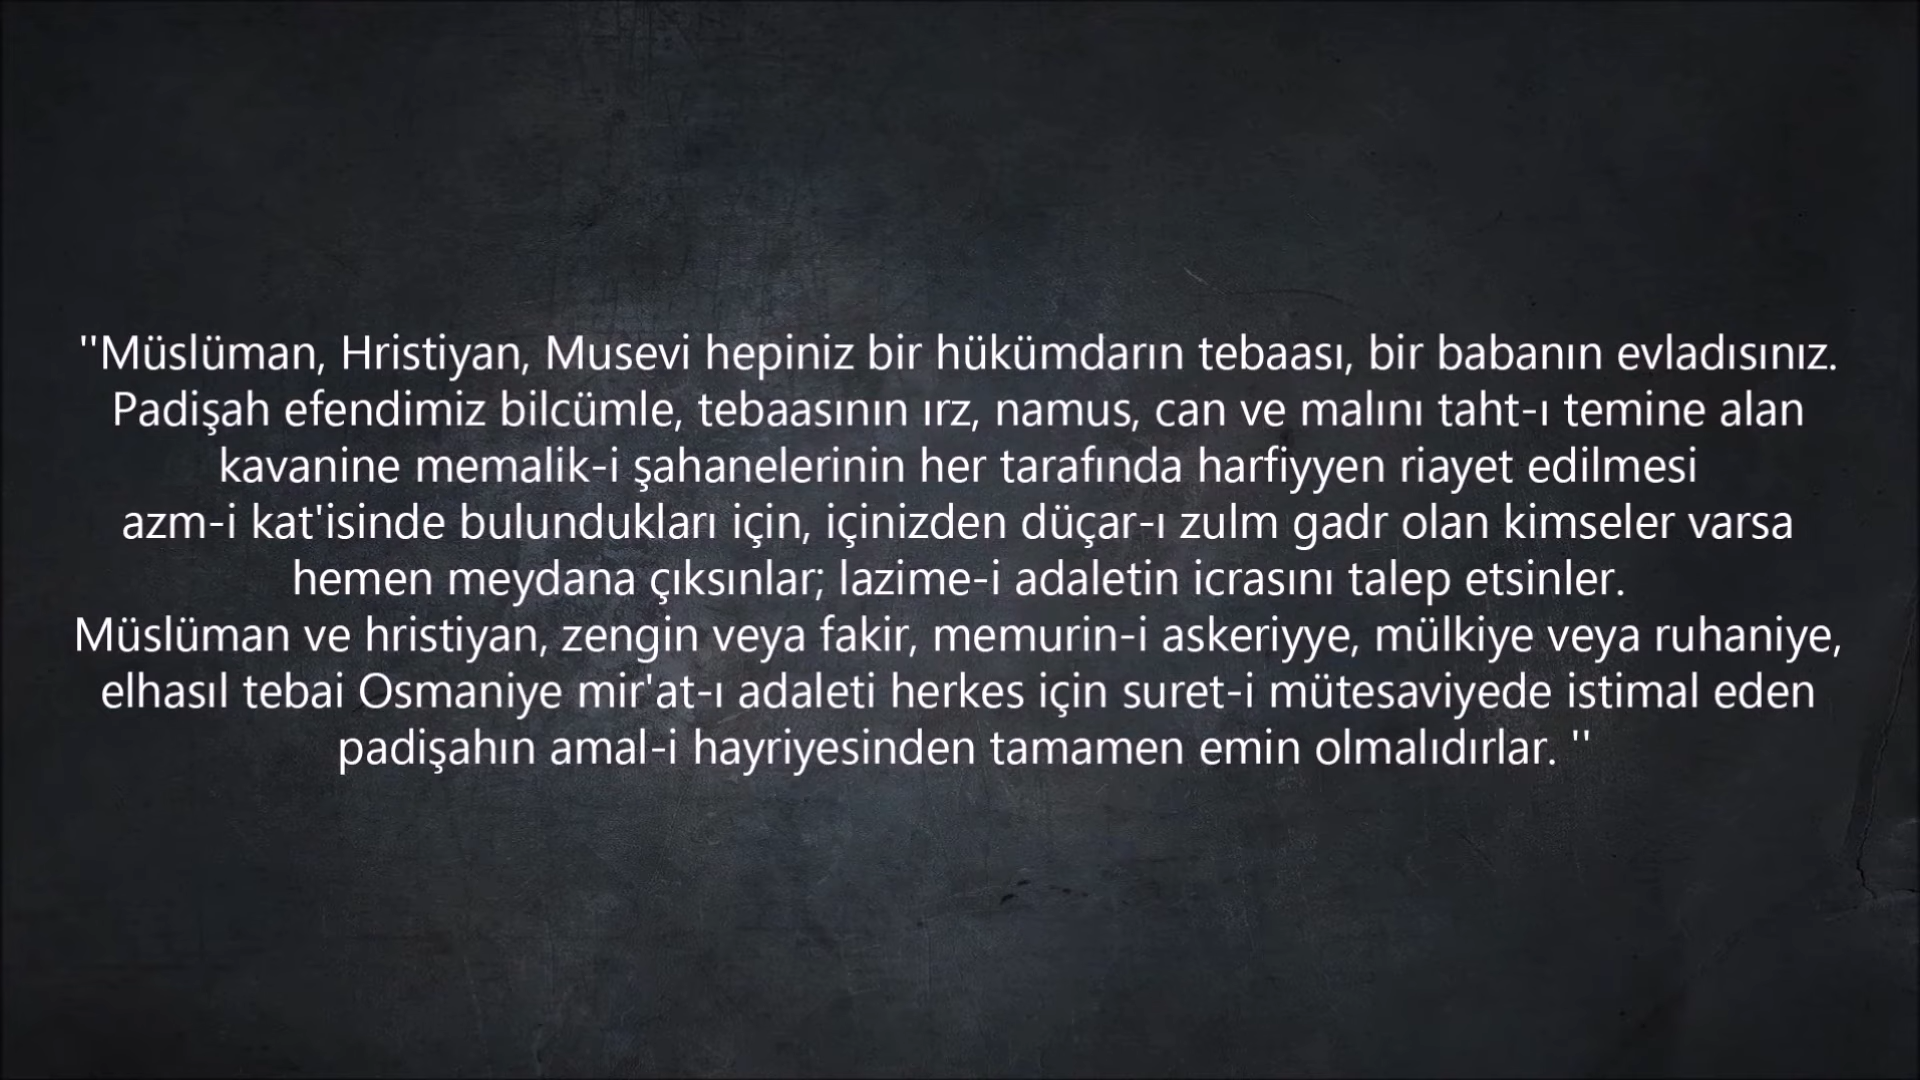 ''Müslüman, Hristiyan, Musevi hepiniz bir hükümdarın tebaası, bir babanın evladısınız.
Padişah efendimiz bilcümle, tebaasının ırz, namus, can ve malını taht-ı temine alan
kavanine memalik-i şahanelerinin her tarafında harfiyyen riayet edilmesi
azm-i kat'isinde bulundukları için, içinizden düçar-ı zulm gadr olan kimseler varsa
hemen meydana çıksınlar; lazime-i adaletin icrasını talep etsinler.
Müslüman ve hristiyan, zengin veya fakir, memurin-i askeriyye, mülkiye veya ruhaniye,
elhasıl tebai Osmaniye mir'at-ı adaleti herkes için suret-i mütesaviyede istimal eden
padişahın amal-i hayriyesinden tamamen emin olmalıdırlar. ''